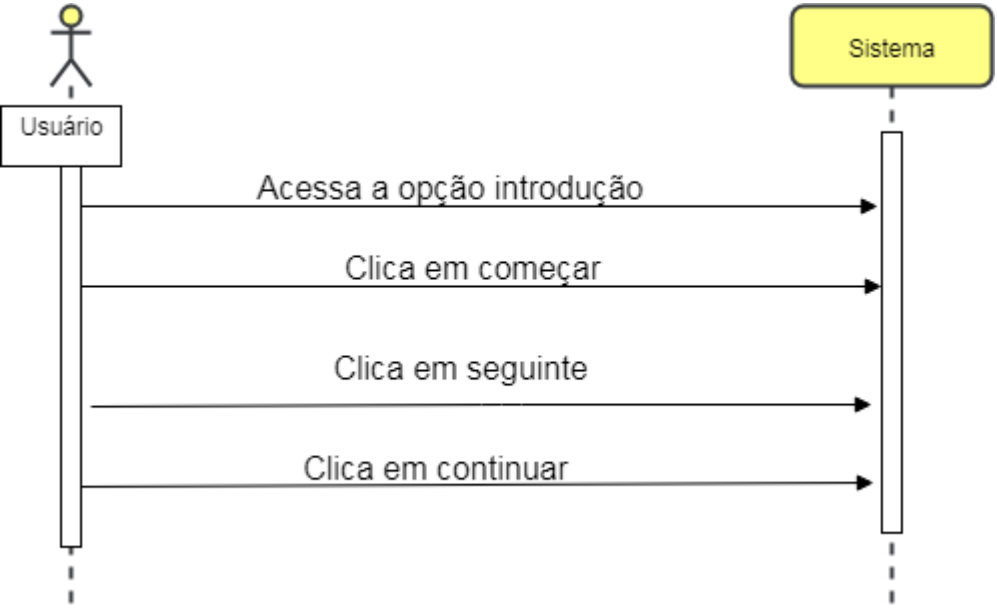 Sistema
Usuário
Acessa a opção introdução
Clica em começar
Clica em seguinte
Clica em continuar